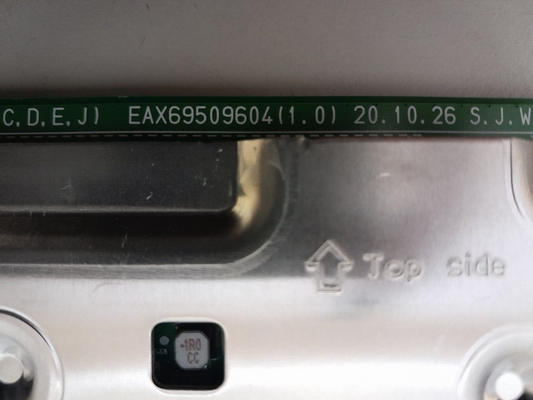 C,D,E,J) EAX69509604(1.0) 20.10.26 S.J.W
Top side
1R0
CC